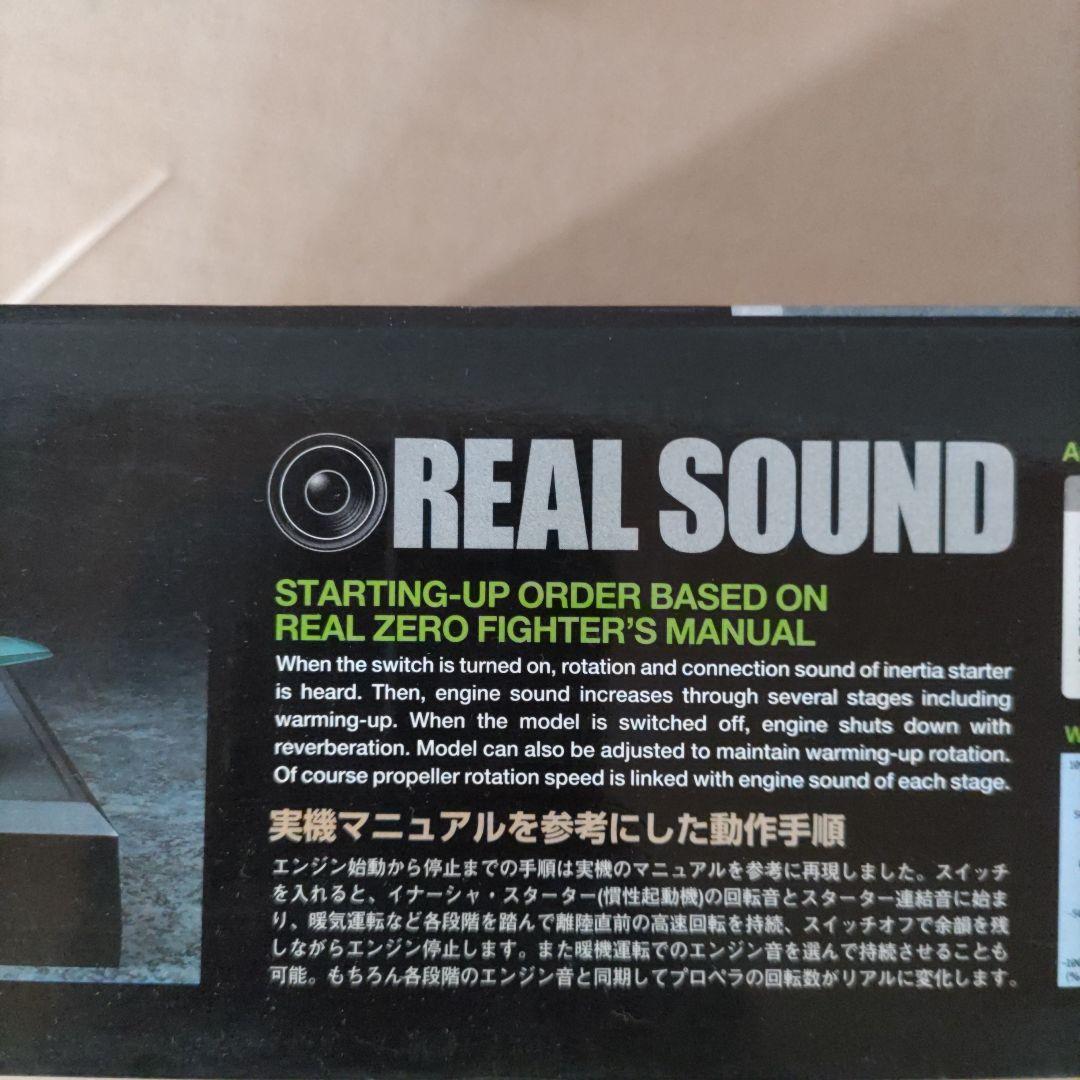 REAL SOUND
STARTING-UP ORDER BASED ON
REAL ZERO FIGHTER'S MANUAL
When the switch is turned on, rotation and connection sound of inertia starter
is heard. Then, engine sound increases through several stages including
warming-up. When the model is switched off, engine shuts down with
reverberation. Model can also be adjusted to maintain warming-up rotation.
Of course propeller rotation speed is linked with engine sound of each stage.
実機マニュアルを参考にした動作手順
エンジン始動から停止までの手順は実機のマニュアルを参考に再現しました。スイッチ
を入れると、イナーシャ・スターター(慣性起動機)の回転音とスターター連結音に始ま
り、暖気運転など各段階を踏んで離陸直前の高速回転を持続、スイッチオフで余韻を残
しながらエンジン停止します。また暖機運転でのエンジン音を選んで持続させることも
可能。もちろん各段階のエンジン音と同期してプロペラの回転数がリアルに変化します。
A
W